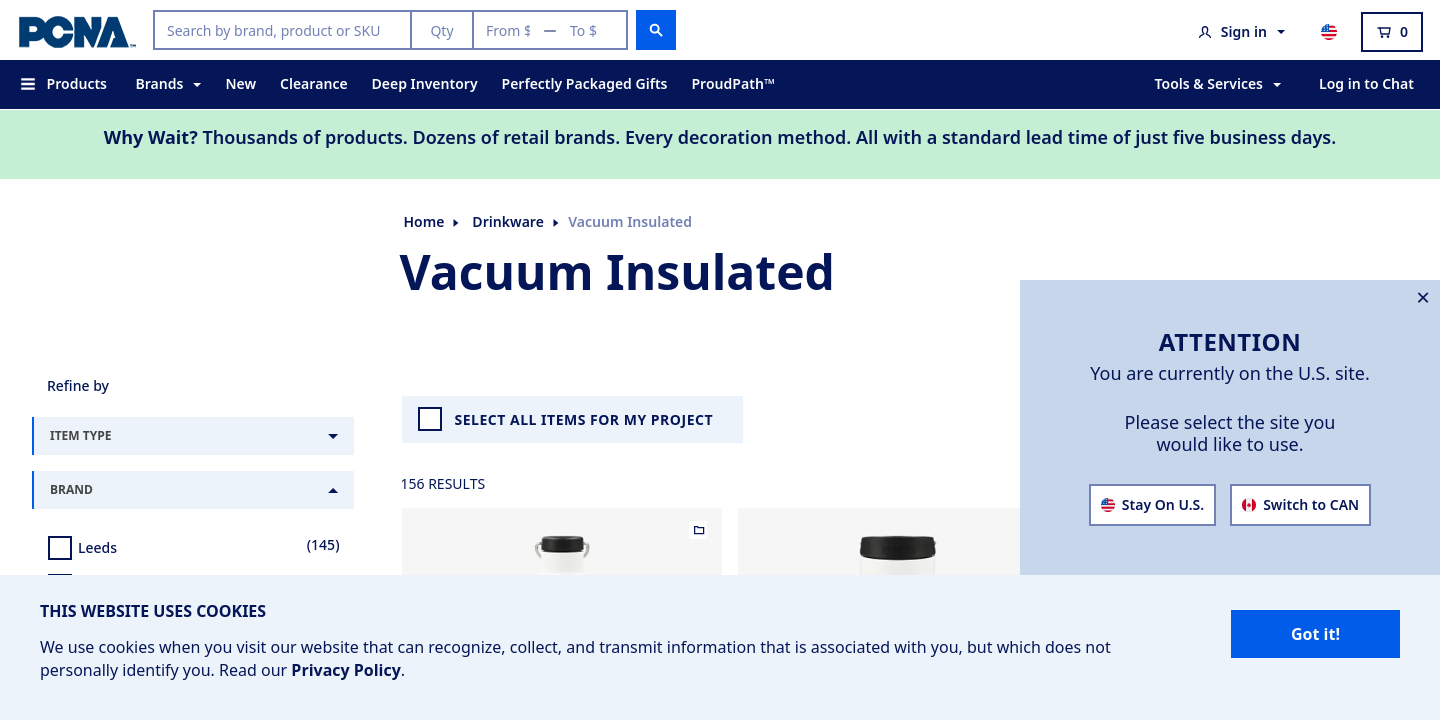 PCNA™
Search by brand, product or SKU
Qty
From $
—
To $
Sign in
0
Products
Brands
New
Clearance
Deep Inventory
Perfectly Packaged Gifts
ProudPath™
Tools & Services
Log in to Chat
Why Wait? Thousands of products. Dozens of retail brands. Every decoration method. All with a standard lead time of just five business days.
Home
Drinkware
Vacuum Insulated
Vacuum Insulated
ATTENTION
You are currently on the U.S. site.
Please select the site you
would like to use.
Stay On U.S.
Switch to CAN
Refine by
ITEM TYPE
BRAND
Leeds
(145)
SELECT ALL ITEMS FOR MY PROJECT
156 RESULTS
THIS WEBSITE USES COOKIES
We use cookies when you visit our website that can recognize, collect, and transmit information that is associated with you, but which does not
personally identify you. Read our Privacy Policy.
Got it!